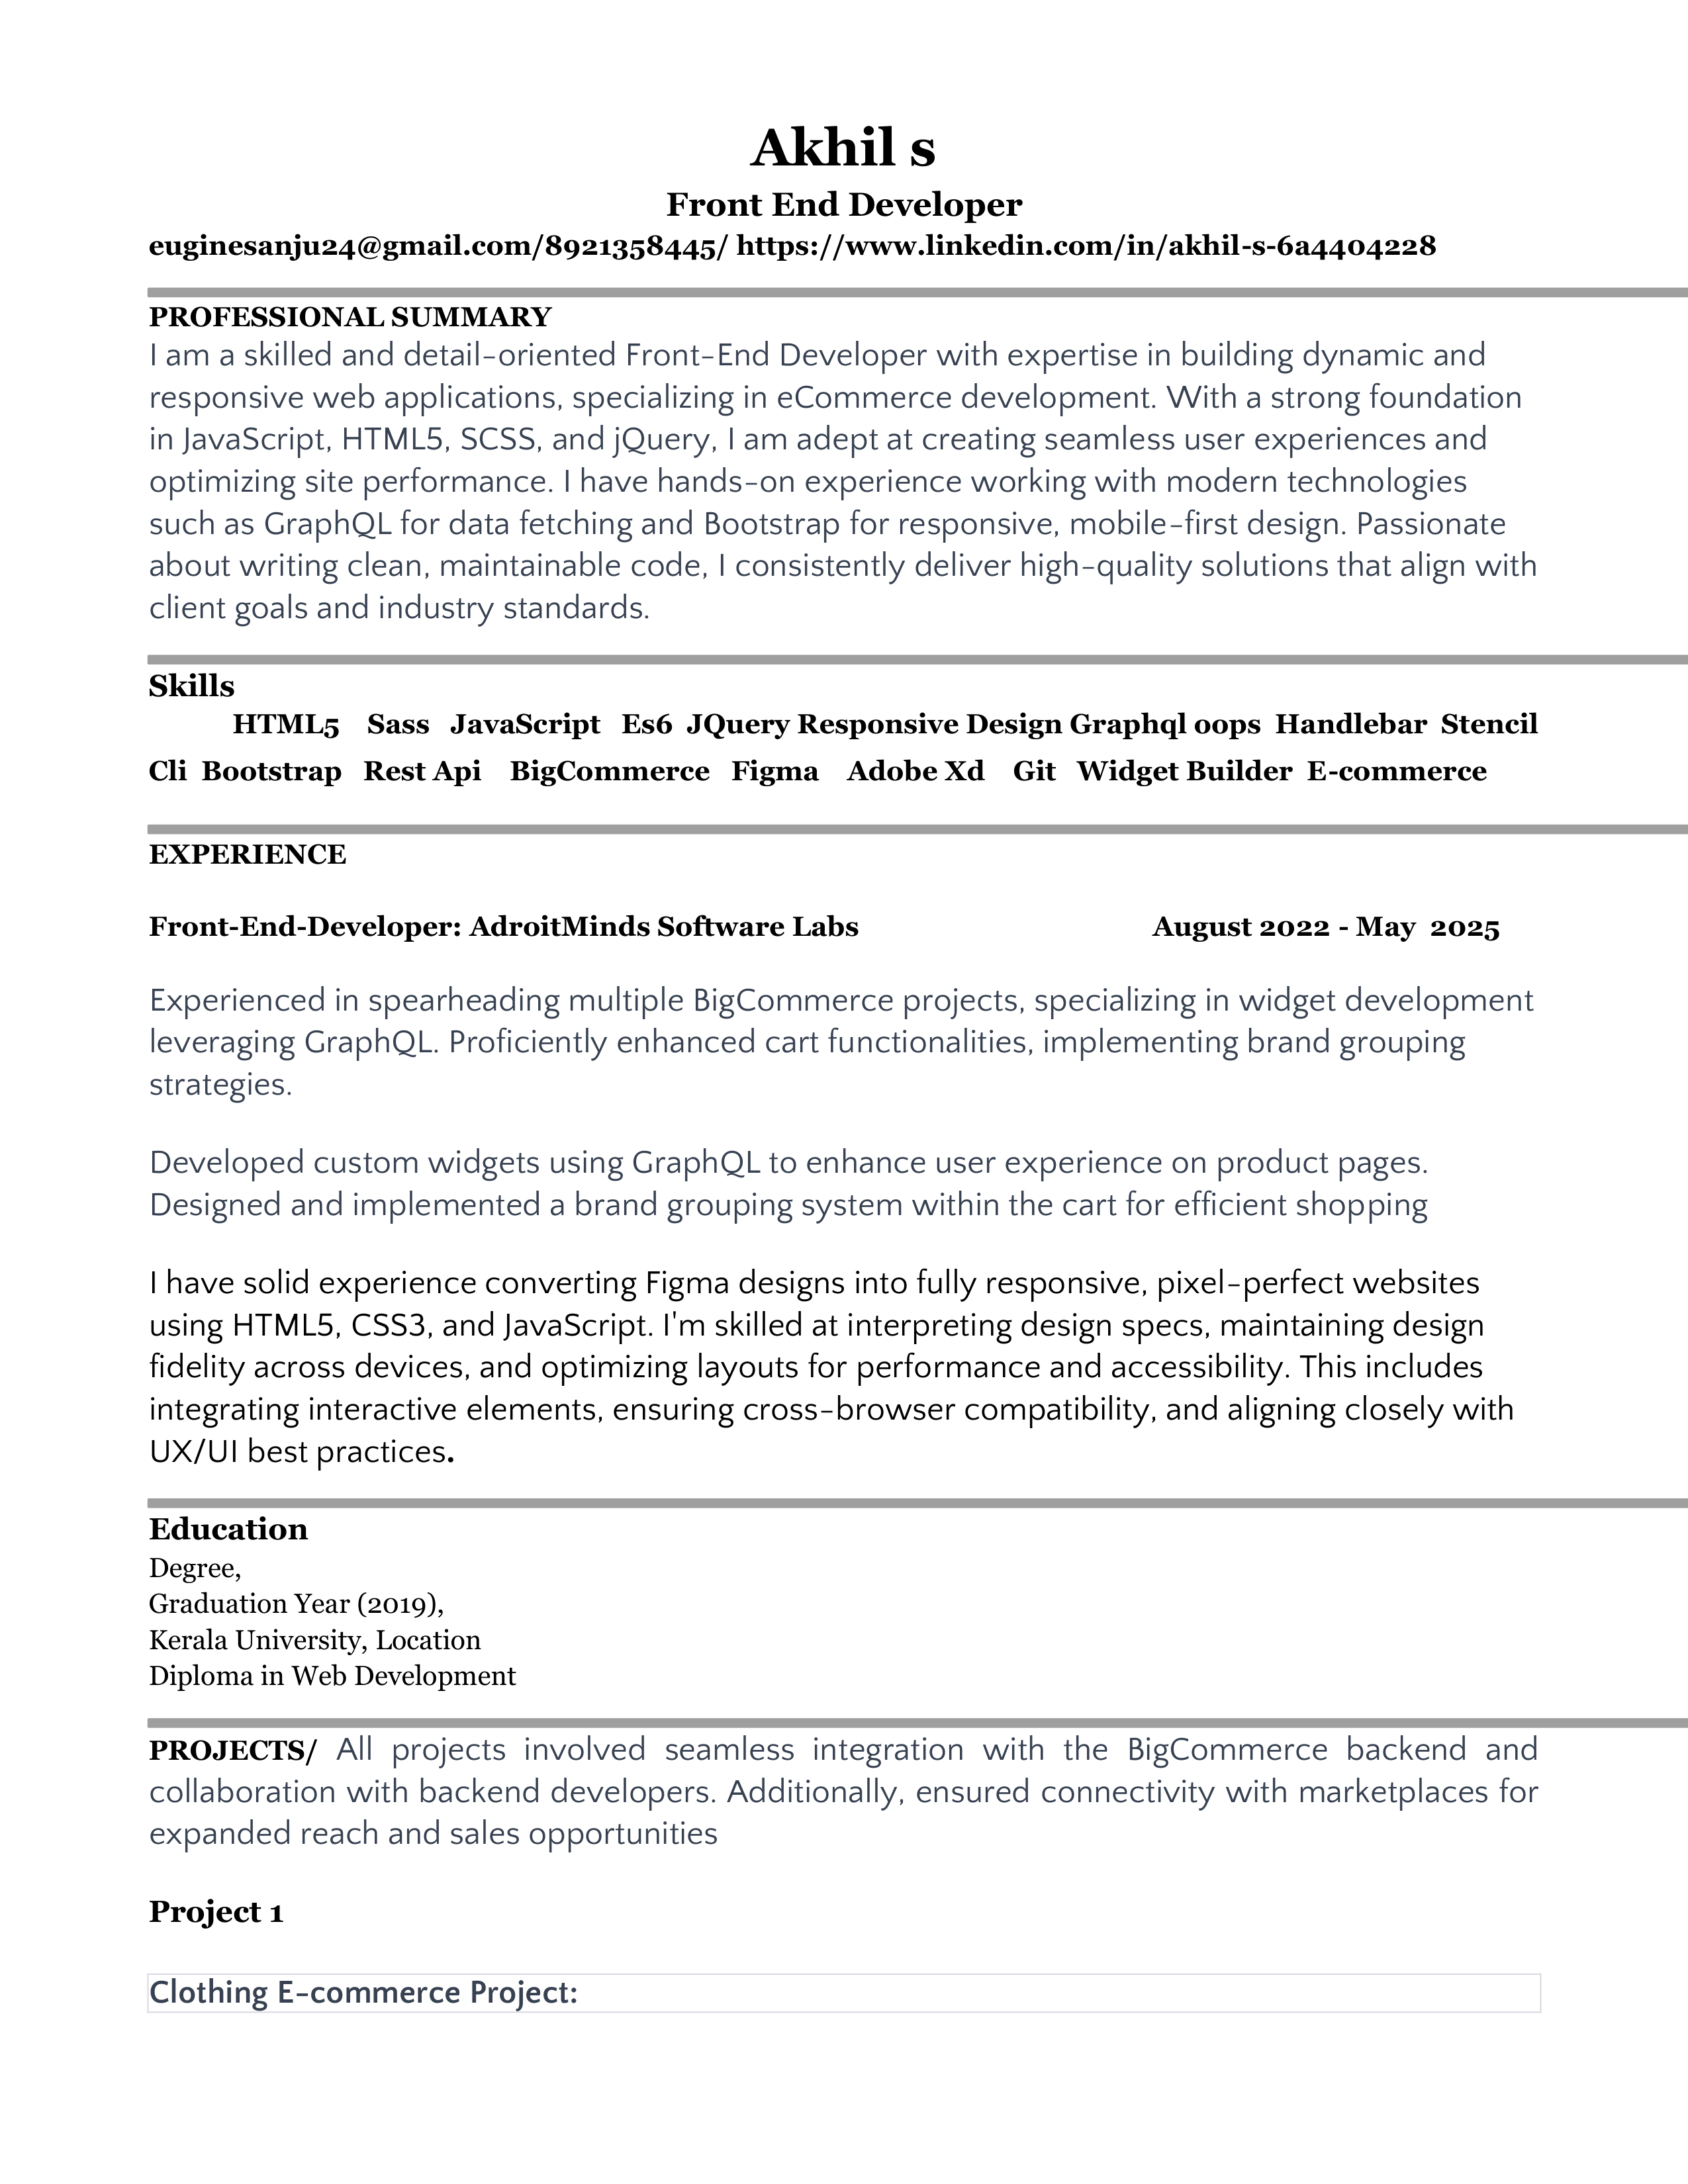 Akhil s
Front End Developer
euginesanju24@gmail.com/8921358445/ https://www.linkedin.com/in/akhil-s-6a4404228
PROFESSIONAL SUMMARY
I am a skilled and detail-oriented Front-End Developer with expertise in building dynamic and
responsive web applications, specializing in eCommerce development. With a strong foundation
in JavaScript, HTML5, SCSS, and jQuery, I am adept at creating seamless user experiences and
optimizing site performance. I have hands-on experience working with modern technologies
such as GraphQL for data fetching and Bootstrap for responsive, mobile-first design. Passionate
about writing clean, maintainable code, I consistently deliver high-quality solutions that align with
client goals and industry standards.
Skills
HTML5 Sass JavaScript Es6 JQuery Responsive Design Graphql oops Handlebar Stencil
Cli Bootstrap Rest Api BigCommerce Figma Adobe Xd Git Widget Builder E-commerce
EXPERIENCE
Front-End-Developer: AdroitMinds Software Labs August 2022 - May 2025
Experienced in spearheading multiple BigCommerce projects, specializing in widget development
leveraging GraphQL. Proficiently enhanced cart functionalities, implementing brand grouping
strategies.
Developed custom widgets using GraphQL to enhance user experience on product pages.
Designed and implemented a brand grouping system within the cart for efficient shopping
I have solid experience converting Figma designs into fully responsive, pixel-perfect websites
using HTML5, CSS3, and JavaScript. I'm skilled at interpreting design specs, maintaining design
fidelity across devices, and optimizing layouts for performance and accessibility. This includes
integrating interactive elements, ensuring cross-browser compatibility, and aligning closely with
UX/UI best practices.
Education
Degree,
Graduation Year (2019),
Kerala University, Location
Diploma in Web Development
PROJECTS/ All projects involved seamless integration with the BigCommerce backend and
collaboration with backend developers. Additionally, ensured connectivity with marketplaces for
expanded reach and sales opportunities
Project 1
Clothing E-commerce Project: